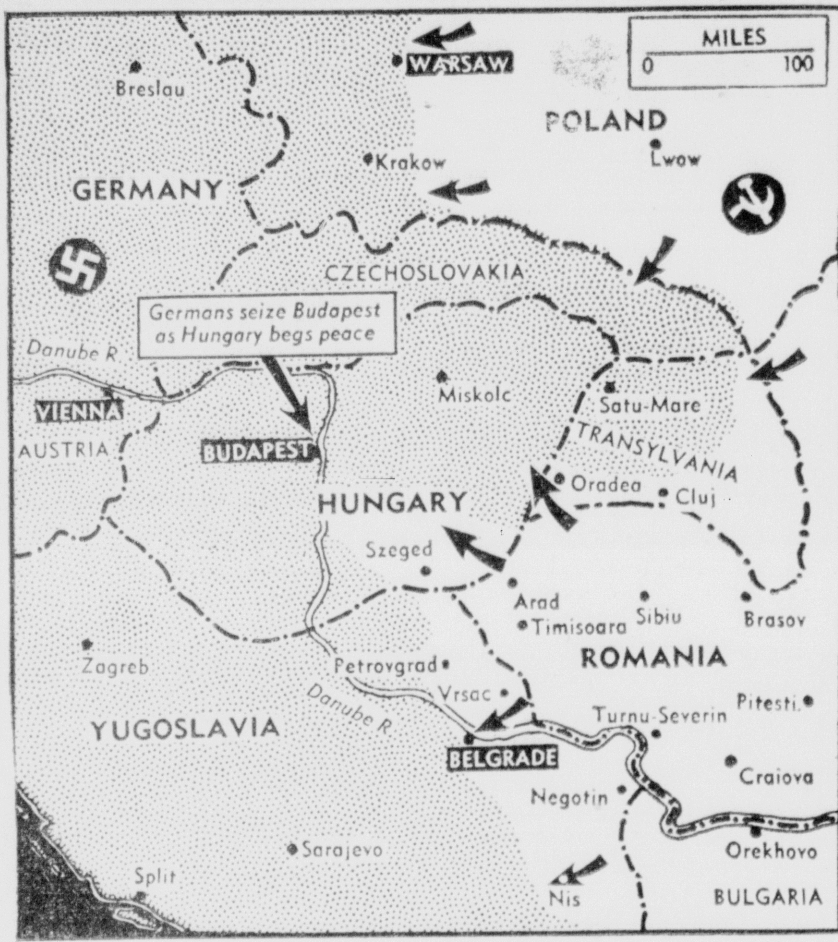 MILES
0 100
WARSAW
Breslau
POLAND
Krakow
Lwow
GERMANY
CZECHOSLOVAKIA
Germans seize Budapest
as Hungary begs peace
Danube R
Miskolc
Satu-Mare
VIENNA
TRANSYLVANIA
AUSTRIA
BUDAPEST
Oradea
Cluj
HUNGARY
Szeged
Arad
Sibiu
Brasov
Timisoara
Zagreb
Petrovgrad
ROMANIA
Vrsac
Danube R.
Pitesti
Turnu-Severin
YUGOSLAVIA
BELGRADE
Craiova
Negotin
Orekhovo
Sarajevo
Split
Nis
BULGARIA